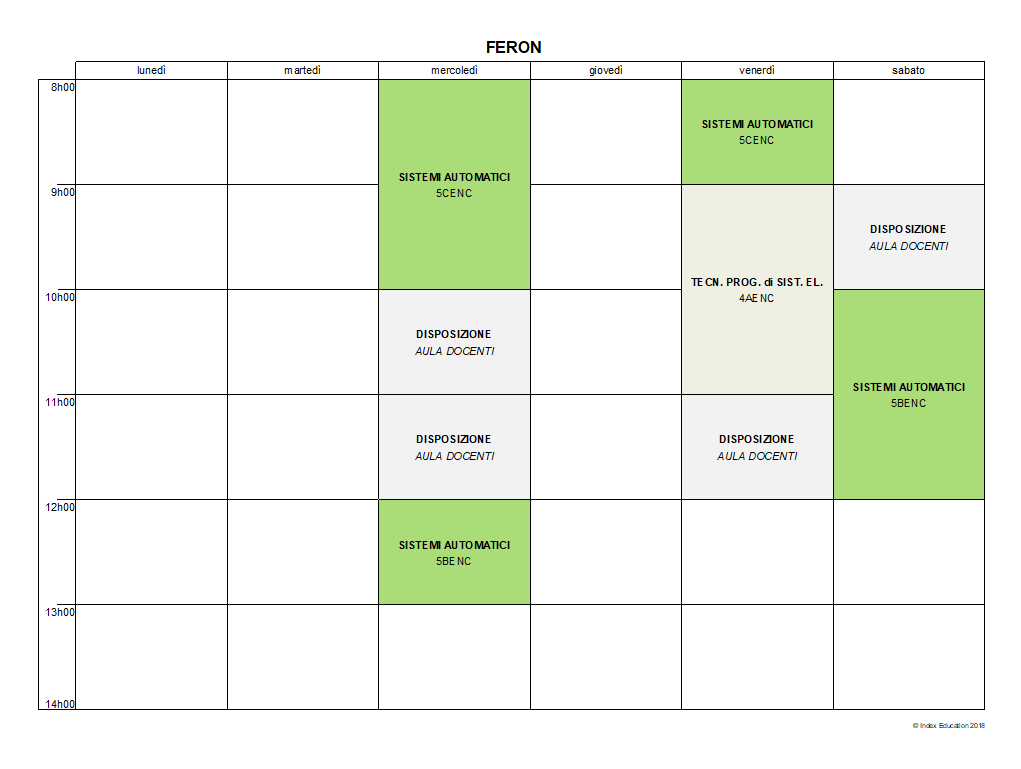 FERON
lunedì martedì mercoledì giovedì venerdì sabato
8h00
SISTEMI AUTOMATICI
5CENC
SISTEMI AUTOMATICI
5CENC
9h00
DISPOSIZIONE
AULA DOCENTI
TECN. PROG. di SIST. EL.
4AENC
10h00
DISPOSIZIONE
AULA DOCENTI
SISTEMI AUTOMATICI
5BENC
11h00
DISPOSIZIONE
AULA DOCENTI
DISPOSIZIONE
AULA DOCENTI
12h00
SISTEMI AUTOMATICI
5BENC
13h00
14h00
© Index Education 2018